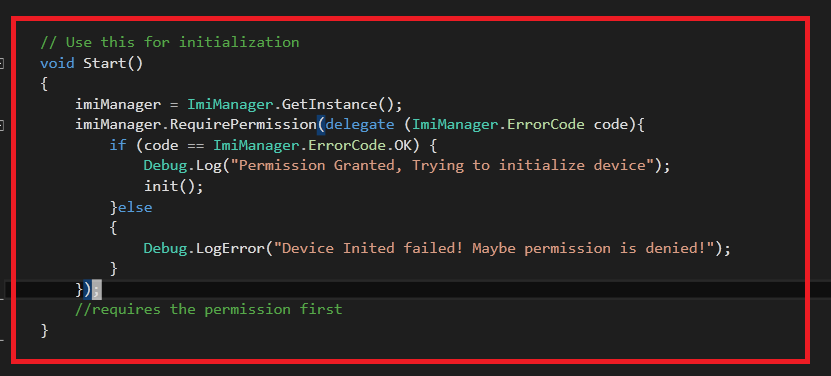 // Use this for initialization
void Start()
{
imiManager = ImiManager.GetInstance();
imiManager.RequirePermission(delegate (ImiManager.ErrorCode code){
if (code == ImiManager.ErrorCode.OK) {
Debug.Log("Permission Granted, Trying to initialize device");
init();
}else
{
Debug.LogError("Device Inited failed! Maybe permission is denied!");
}
});
//requires the permission first
}